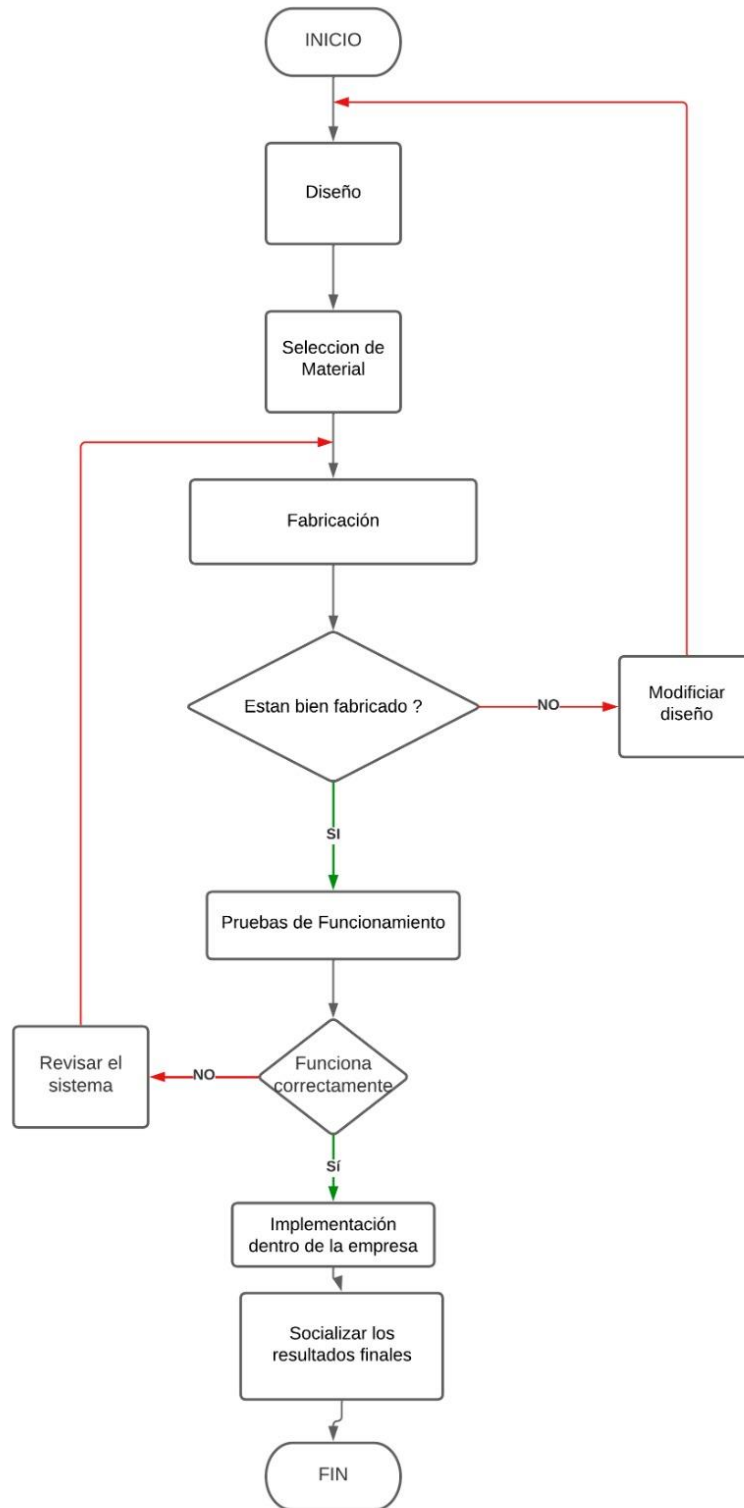 INICIO
Diseño
Seleccion de
Material
Fabricación
Estan bien fabricado ?
NO
Modificiar
diseño
SI
Pruebas de Funcionamiento
Revisar el
sistema
NO
Funciona
correctamente
Sí
Implementación
dentro de la empresa
Socializar los
resultados finales
FIN